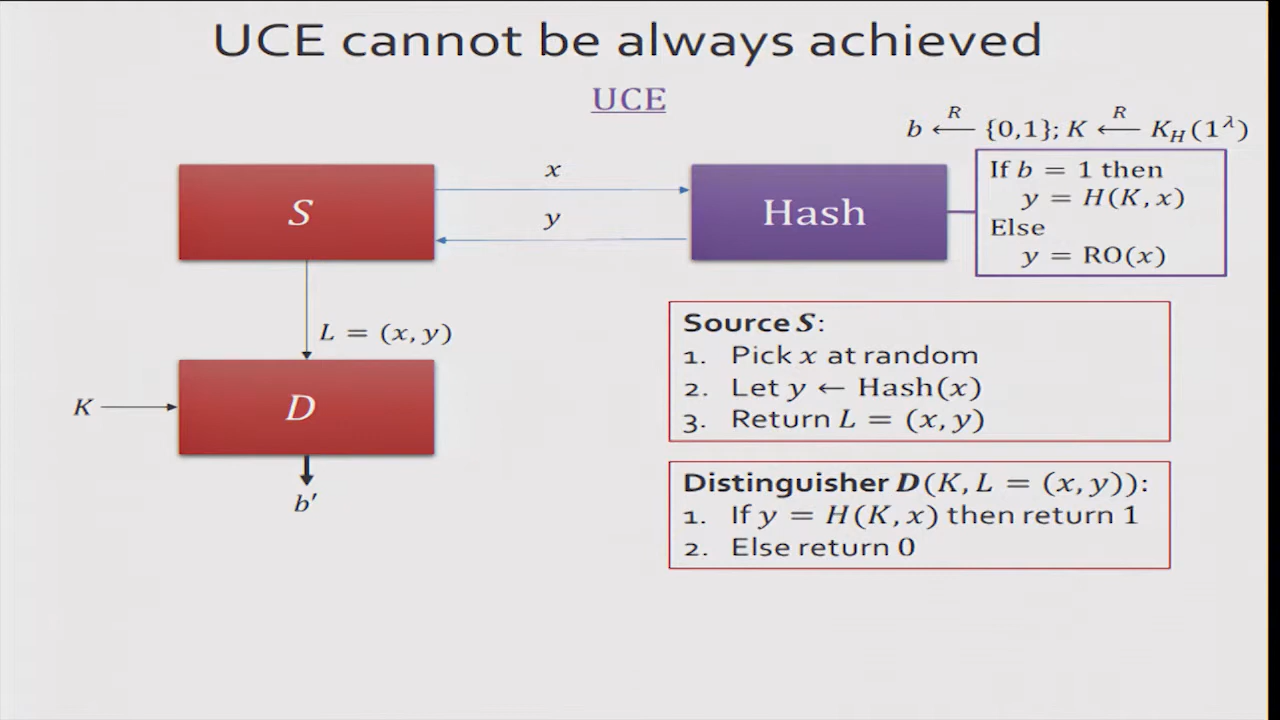 UCE cannot be always achieved
UCE
b ←R {0,1}; K ←R K_H(1^λ)
S
x
y
Hash
If b = 1 then
y = H(K, x)
Else
y = RO(x)
L = (x, y)
K
D
b′
Source S:
1. Pick x at random
2. Let y ← Hash(x)
3. Return L = (x, y)
Distinguisher D(K, L = (x, y)):
1. If y = H(K, x) then return 1
2. Else return 0